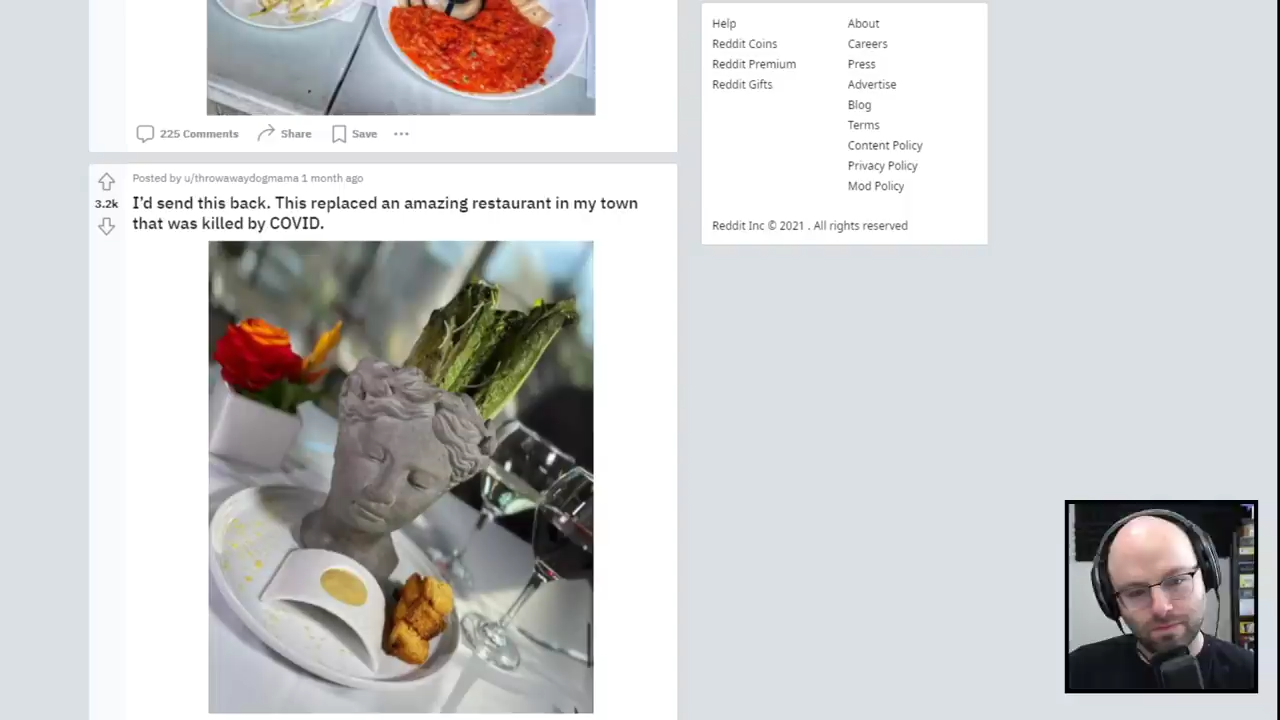 225 Comments Share Save
Posted by u/throwawaydogmama 1 month ago
3.2k
I'd send this back. This replaced an amazing restaurant in my town
that was killed by COVID.
Help
Reddit Coins
Reddit Premium
Reddit Gifts
About
Careers
Press
Advertise
Blog
Terms
Content Policy
Privacy Policy
Mod Policy
Reddit Inc © 2021 . All rights reserved